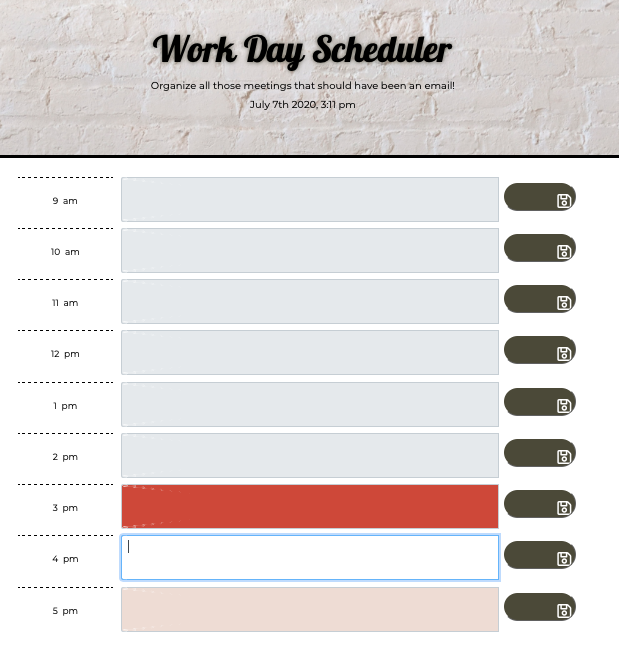 Work Day Scheduler
Organize all those meetings that should have been an email!
July 7th 2020, 3:11 pm
9 am
10 am
11 am
12 pm
1 pm
2 pm
3 pm
4 pm
5 pm